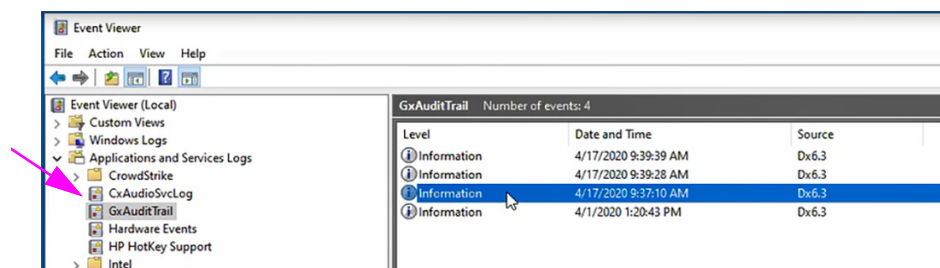 Event Viewer
File Action View Help
Event Viewer (Local)
Custom Views
Windows Logs
Applications and Services Logs
CrowdStrike
CxAudioSvcLog
GxAuditTrail
Hardware Events
HP HotKey Support
Intel
GxAuditTrail Number of events: 4
Level Date and Time Source
Information 4/17/2020 9:39:39 AM Dx6.3
Information 4/17/2020 9:39:28 AM Dx6.3
Information 4/17/2020 9:37:10 AM Dx6.3
Information 4/1/2020 1:20:43 PM Dx6.3